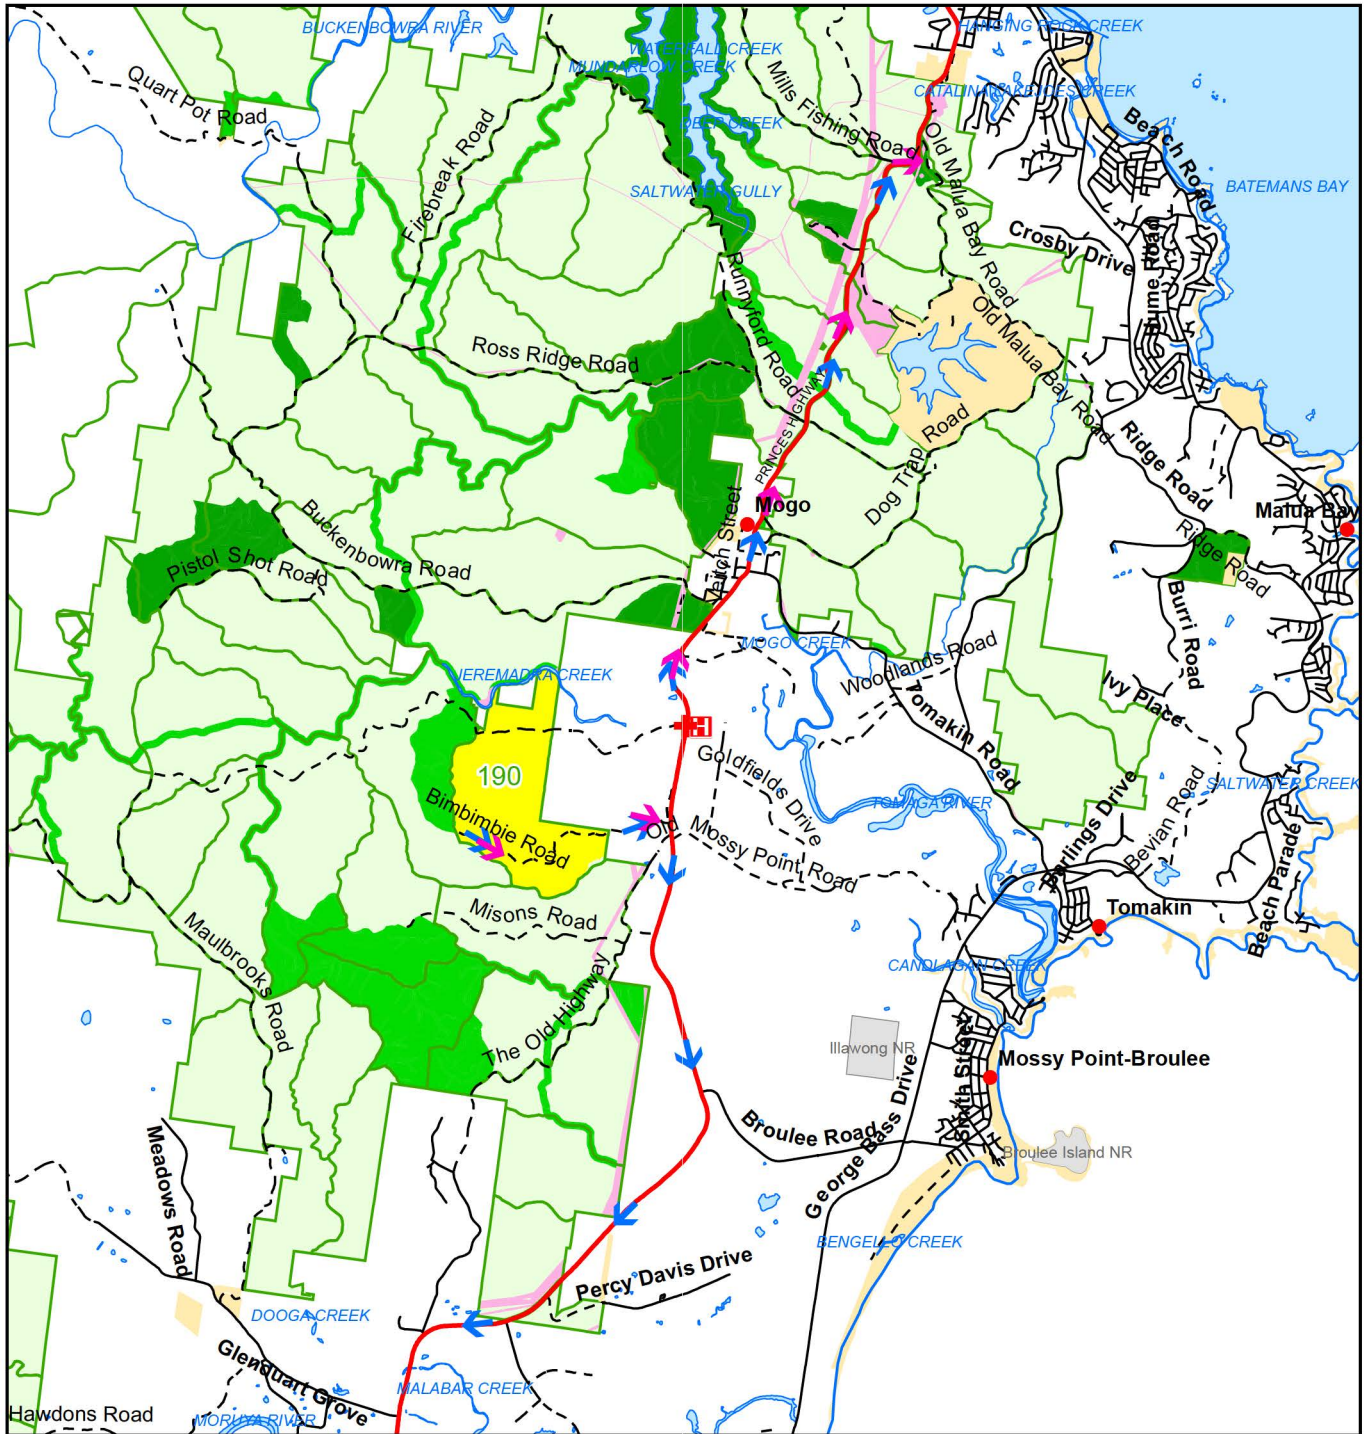 BUCKENBOWRA RIVER
HANGING ROCK CREEK
WATERFALL CREEK
MUNDARLOW CREEK
Quart Pot Road
Mills Fishing Road
CATALINA LAKE
JOES CREEK
Firebreak Road
DEEP CREEK
Beach Road
Old Malua Bay Road
SALTWATER GULLY
BATEMANS BAY
Crosby Drive
Hume Road
Runnyford Road
Old Malua Bay Road
Ross Ridge Road
PRINCES HIGHWAY
Dog Trap Road
Ridge Road
Veitch Street
Mogo
Malua Bay
Buckenbowra Road
Pistol Shot Road
Ridge Road
Burri Road
MOGO CREEK
Woodlands Road
JEREMADRA CREEK
Tomakin Road
Ivy Place
H
190
Goldfields Drive
Bimbimbie Road
TOMAGA RIVER
SALTWATER CREEK
Barlings Drive
Bevian Road
Old Mossy Point Road
Beach Parade
Misons Road
Tomakin
Maulbrooks Road
CANDLAGAN CREEK
The Old Highway
Illawong NR
Smith Street
Mossy Point-Broulee
Broulee Road
George Bass Drive
Broulee Island NR
Meadows Road
BENGELLO CREEK
Percy Davis Drive
DOOGA CREEK
Glenduart Grove
MALABAR CREEK
Hawdons Road
MORUYA RIVER